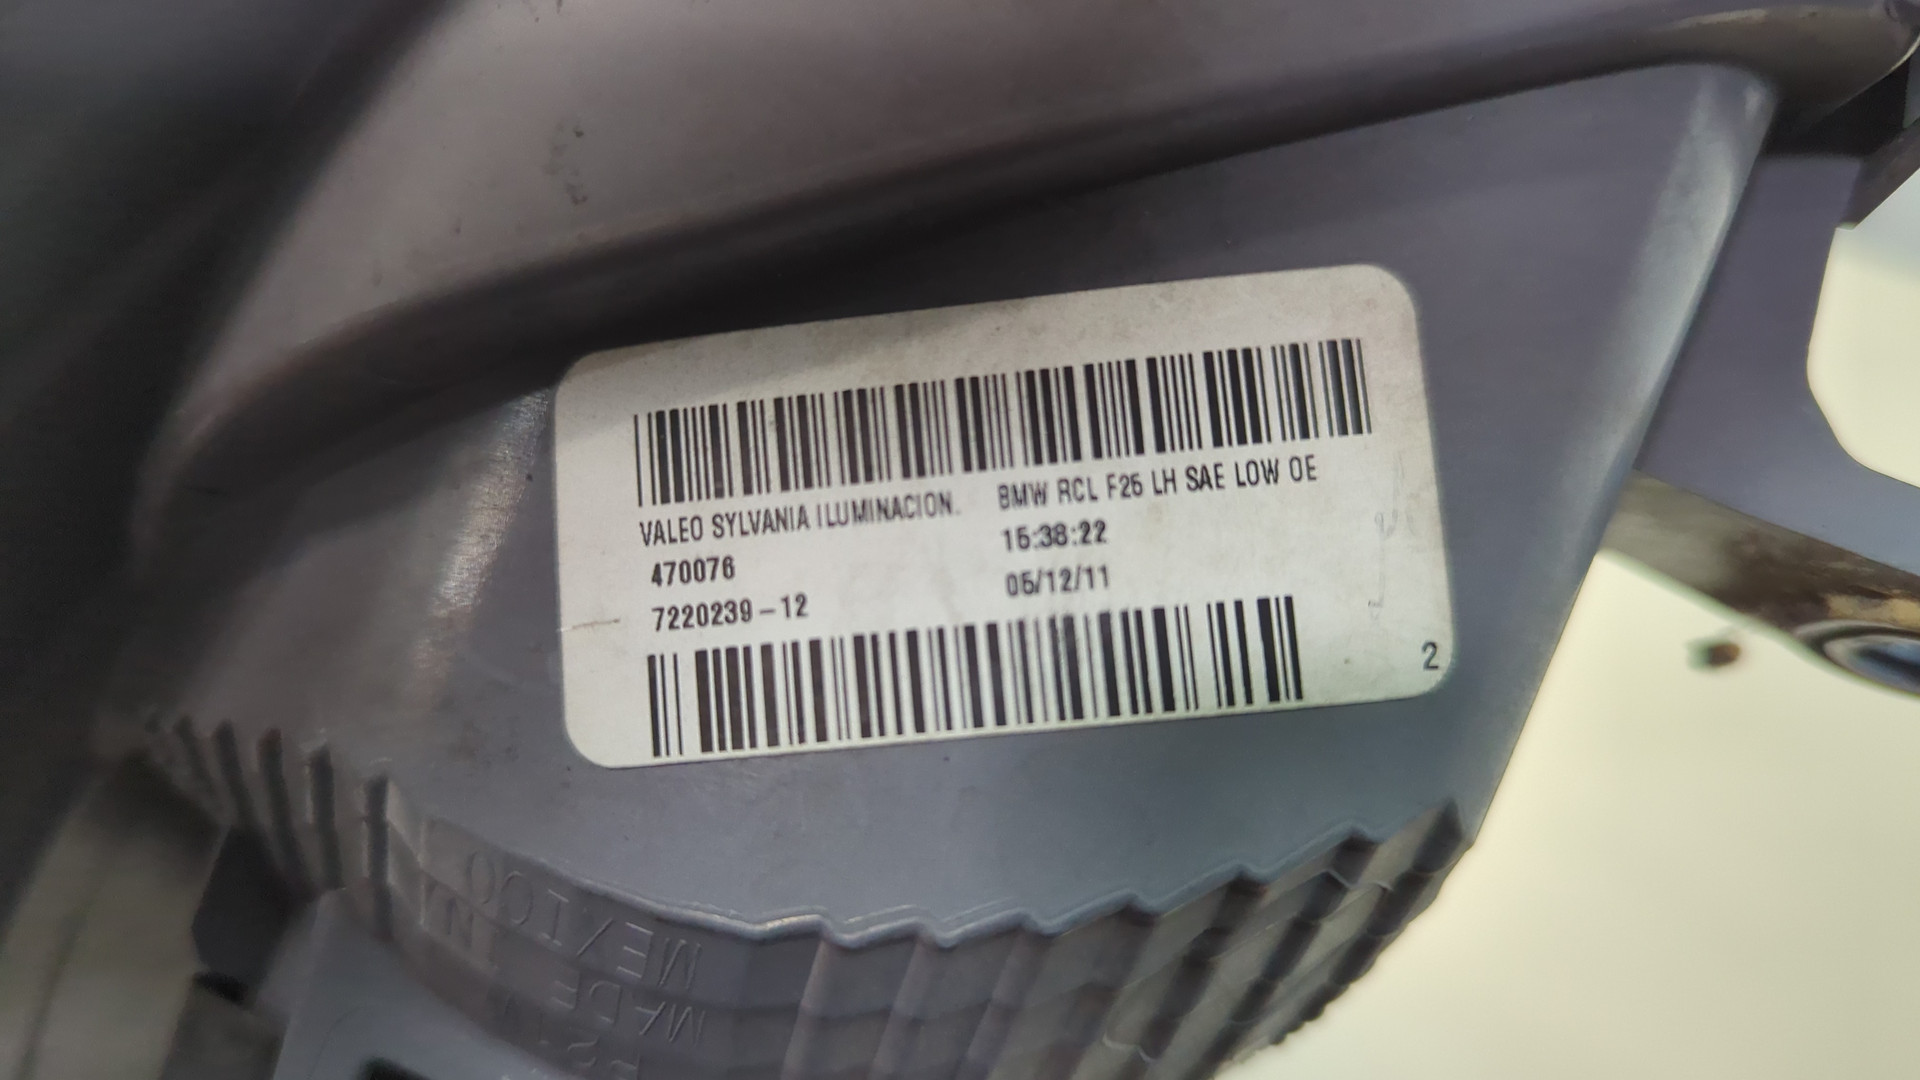 VALEO SYLVANIA ILUMINACION. BMW RCL F25 LH SAE LOW OE
470076 15:38:22
7220239-12 05/12/11
2
MEXICO
MADE